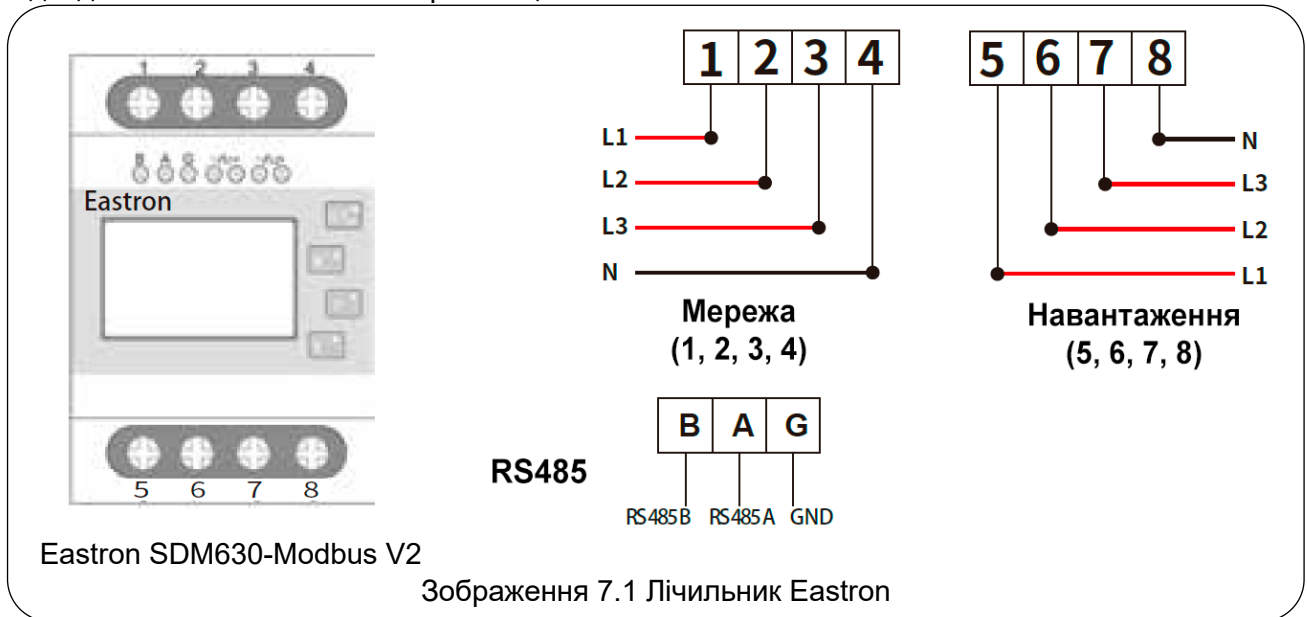 1 2 3 4
B A G
Eastron
5 6 7 8
Eastron SDM630-Modbus V2
1 2 3 4
L1
L2
L3
N
Мережа
(1, 2, 3, 4)
5 6 7 8
N
L3
L2
L1
Навантаження
(5, 6, 7, 8)
RS485
B A G
RS485B RS485A GND
Зображення 7.1 Лічильник Eastron